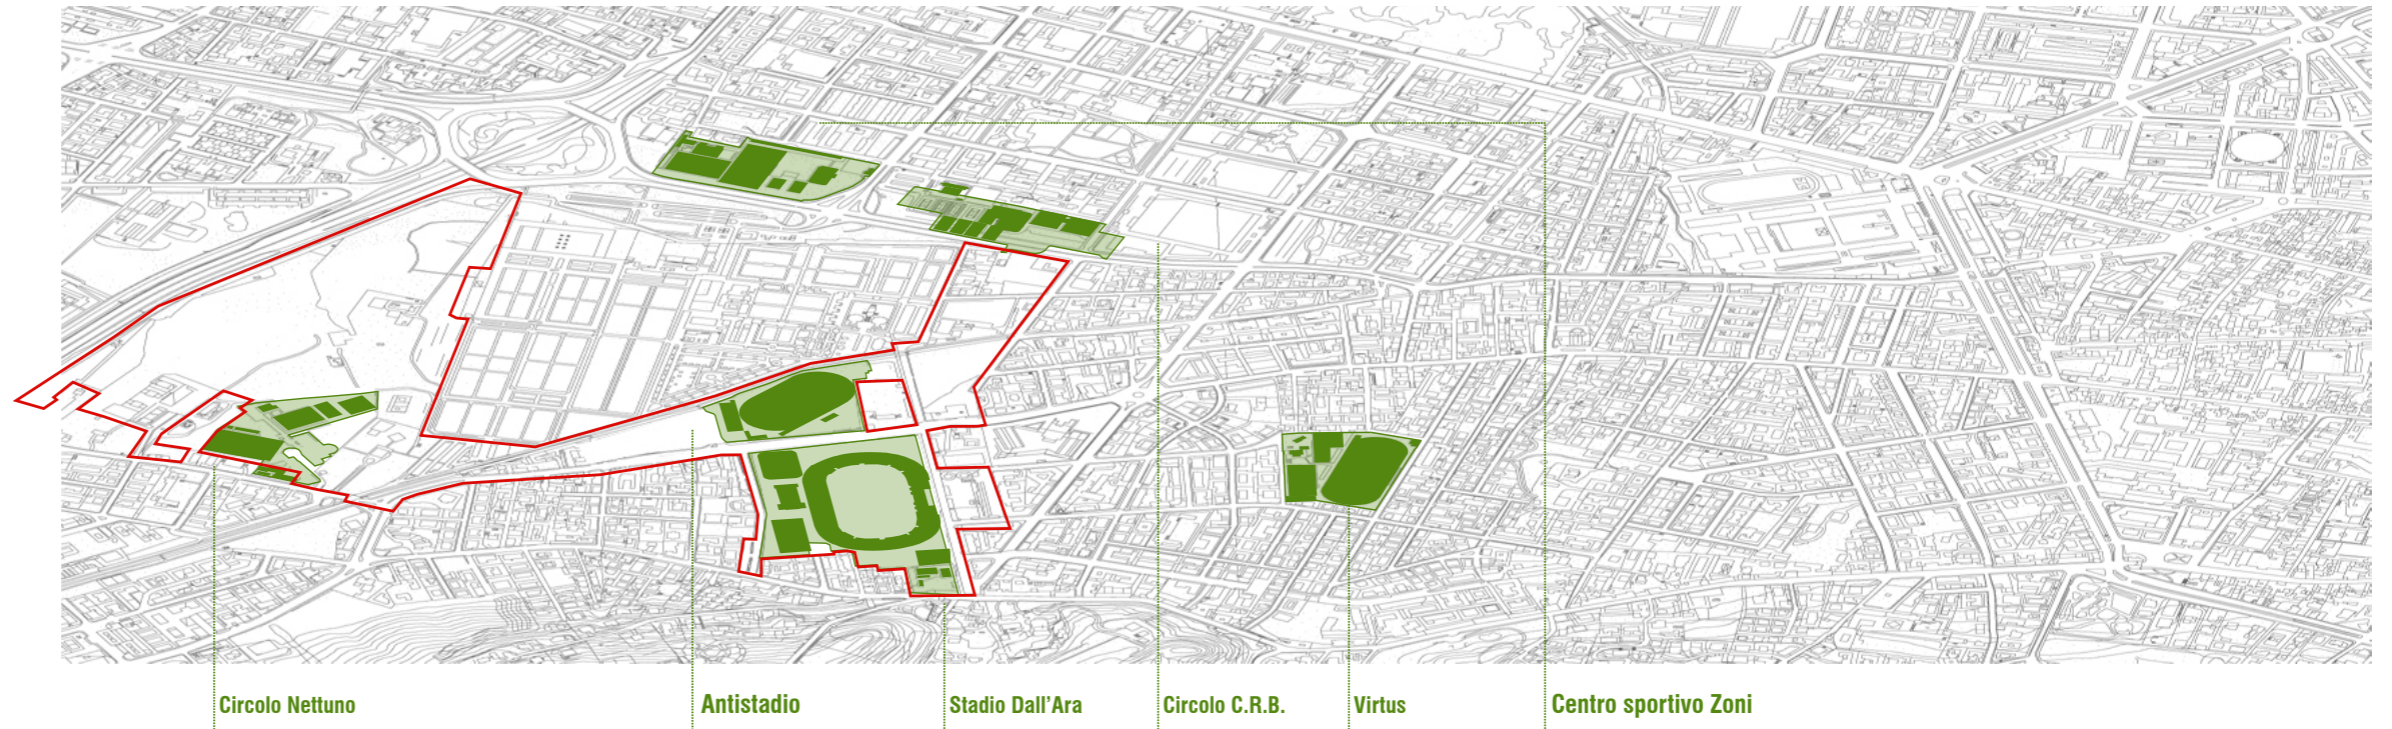 Circolo Nettuno
Antistadio
Stadio Dall'Ara
Circolo C.R.B.
Virtus
Centro sportivo Zoni